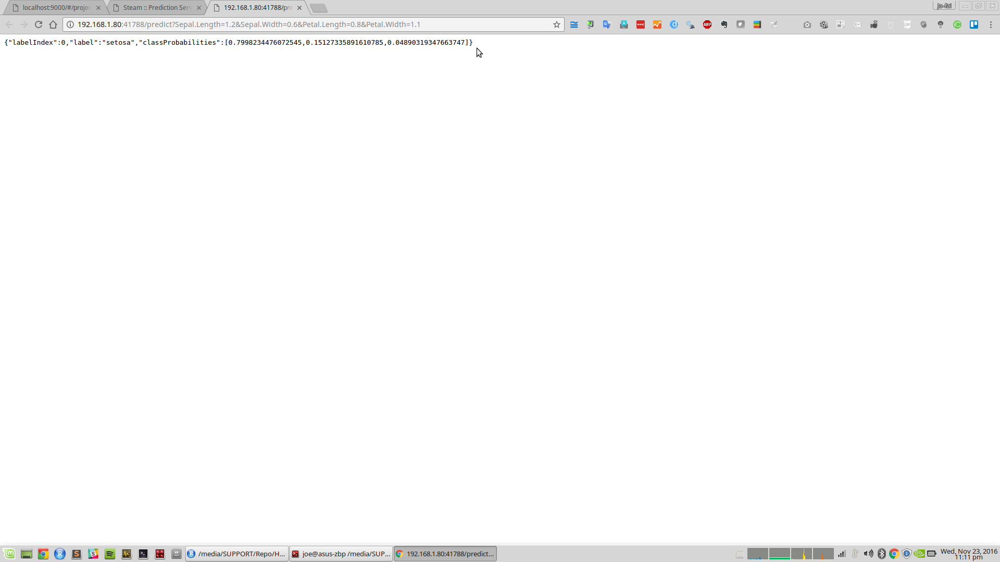 localhost:9000/#/projec
Steam :: Prediction Serv
192.168.1.80:41788/pre
Jo-fai
192.168.1.80:41788/predict?Sepal.Length=1.2&Sepal.Width=0.6&Petal.Length=0.8&Petal.Width=1.1
ABP
{"labelIndex":0,"label":"setosa","classProbabilities":[0.7998234476072545,0.15127335891610785,0.04890319347663747]}
/media/SUPPORT/Repo/H...
joe@asus-zbp /media/SUP...
192.168.1.80:41788/predict...
Wed, Nov 23, 2016
11:11 pm